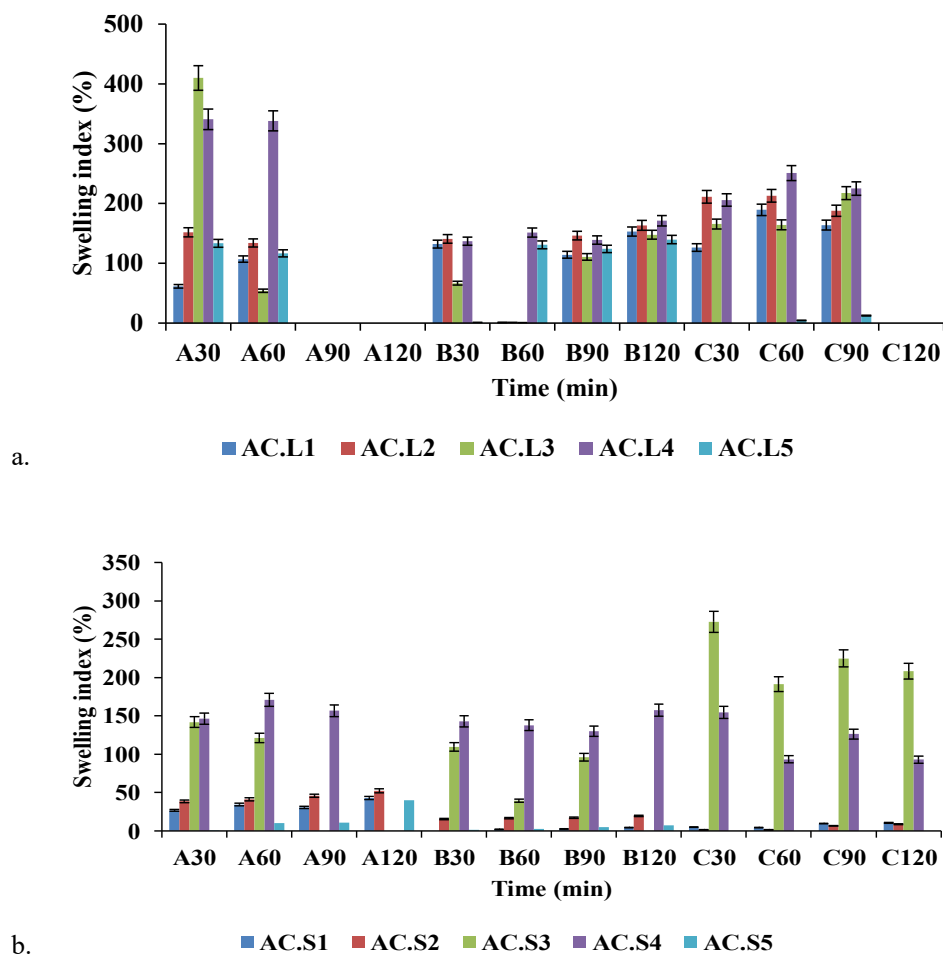 Swelling index (%)
500
400
300
200
100
0
A30 A60 A90 A120 B30 B60 B90 B120 C30 C60 C90 C120
Time (min)
a.
AC.L1 AC.L2 AC.L3 AC.L4 AC.L5
Swelling index (%)
350
300
250
200
150
100
50
0
A30 A60 A90 A120 B30 B60 B90 B120 C30 C60 C90 C120
Time (min)
b.
AC.S1 AC.S2 AC.S3 AC.S4 AC.S5